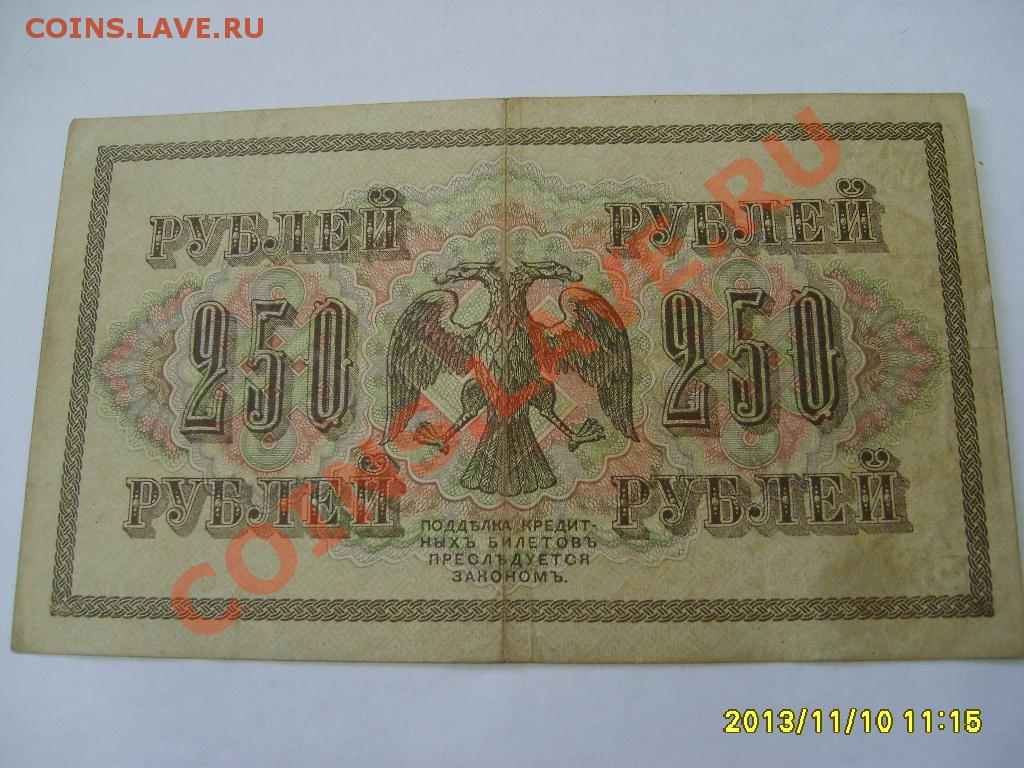 COINS.LAVE.RU
РУБЛЕЙ РУБЛЕЙ
250 250
РУБЛЕЙ РУБЛЕЙ
ПОДДѢЛКА КРЕДИТ-
НЫХЪ БИЛЕТОВЪ
ПРЕСЛѢДУЕТСЯ
ЗАКОНОМЪ.
COINS.LAVE.RU
2013/11/10 11:15